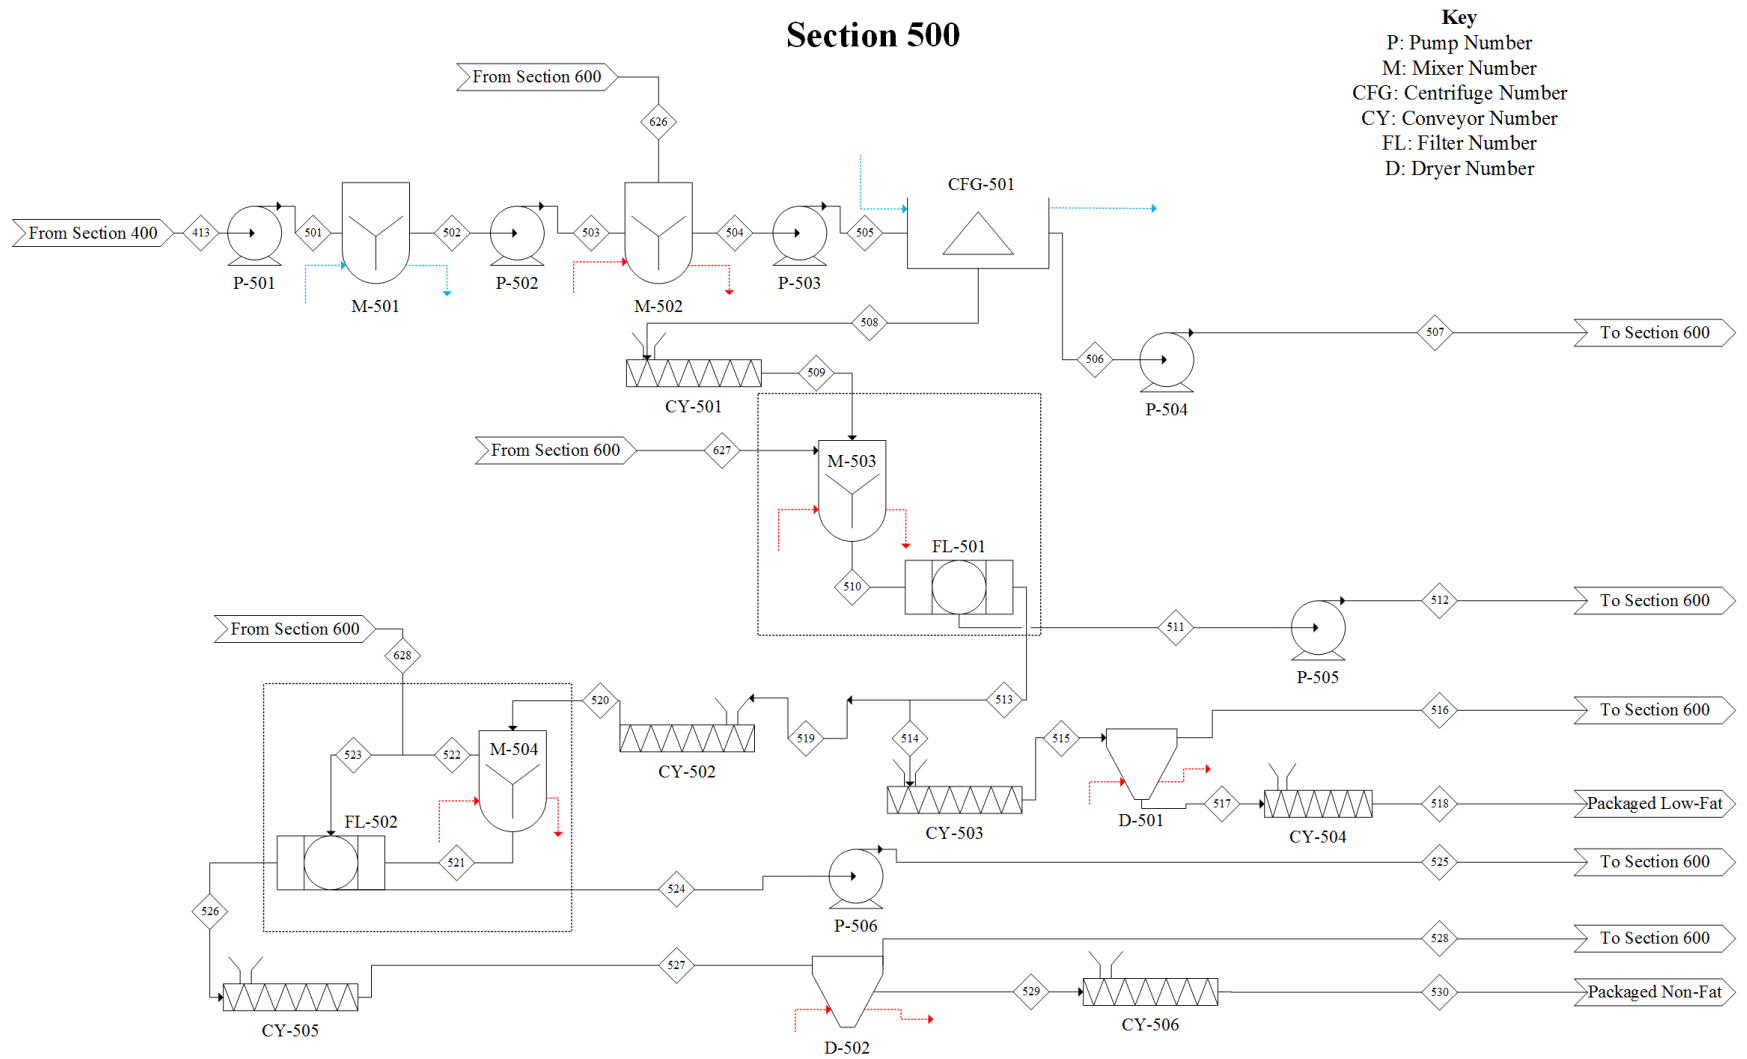 Section 500
Key
P: Pump Number
M: Mixer Number
CFG: Centrifuge Number
CY: Conveyor Number
FL: Filter Number
D: Dryer Number
From Section 600
626
CFG-501
From Section 400
413
501
502
503
504
505
P-501
M-501
P-502
M-502
P-503
508
507
To Section 600
506
509
CY-501
P-504
From Section 600
627
M-503
FL-501
510
512
To Section 600
511
P-505
From Section 600
628
520
513
516
To Section 600
519
514
515
523
522
M-504
CY-502
517
518
Packaged Low-Fat
FL-502
CY-503
D-501
CY-504
521
525
To Section 600
524
P-506
526
528
To Section 600
527
529
530
Packaged Non-Fat
CY-505
D-502
CY-506